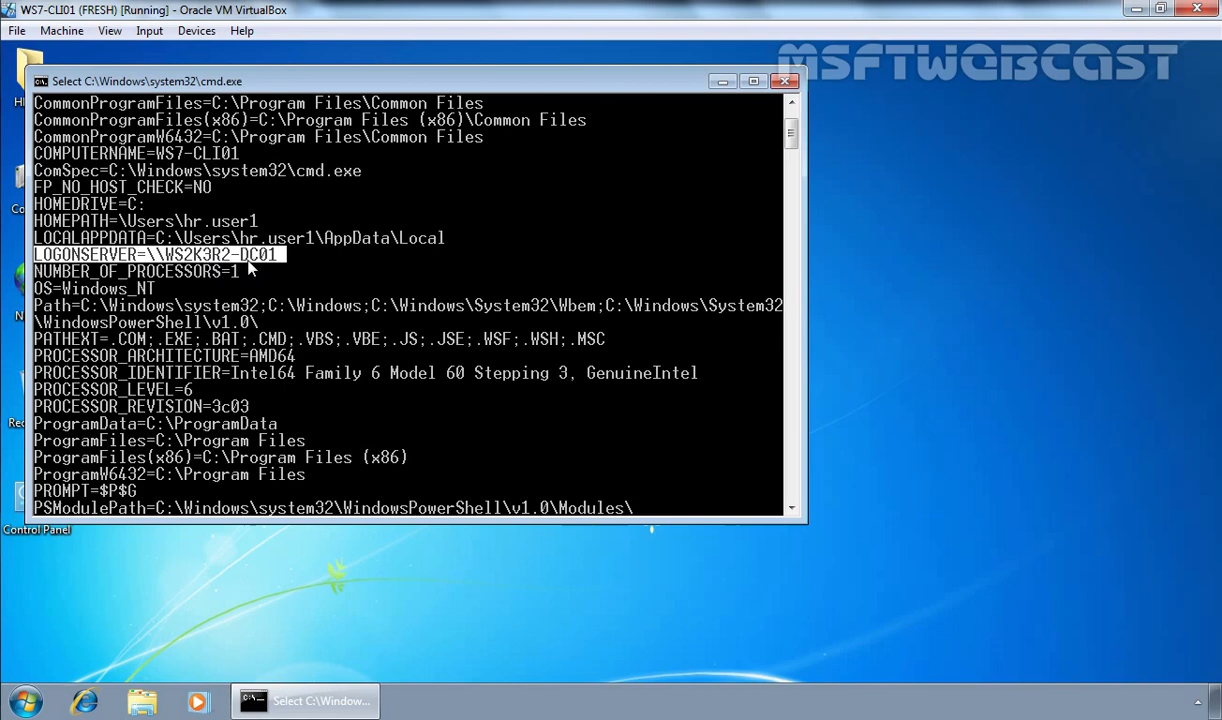 WS7-CLI01 (FRESH) [Running] - Oracle VM VirtualBox
File Machine View Input Devices Help
MSFTWEBCAST
Select C:\Windows\system32\cmd.exe
CommonProgramFiles=C:\Program Files\Common Files
CommonProgramFiles(x86)=C:\Program Files (x86)\Common Files
CommonProgramW6432=C:\Program Files\Common Files
COMPUTERNAME=WS7-CLI01
ComSpec=C:\Windows\system32\cmd.exe
FP_NO_HOST_CHECK=NO
HOMEDRIVE=C:
HOMEPATH=\Users\hr.user1
LOCALAPPDATA=C:\Users\hr.user1\AppData\Local
LOGONSERVER=\\WS2K3R2-DC01
NUMBER_OF_PROCESSORS=1
OS=Windows_NT
Path=C:\Windows\system32;C:\Windows;C:\Windows\System32\Wbem;C:\Windows\System32
\WindowsPowerShell\v1.0\
PATHEXT=.COM;.EXE;.BAT;.CMD;.VBS;.VBE;.JS;.JSE;.WSF;.WSH;.MSC
PROCESSOR_ARCHITECTURE=AMD64
PROCESSOR_IDENTIFIER=Intel64 Family 6 Model 60 Stepping 3, GenuineIntel
PROCESSOR_LEVEL=6
PROCESSOR_REVISION=3c03
ProgramData=C:\ProgramData
ProgramFiles=C:\Program Files
ProgramFiles(x86)=C:\Program Files (x86)
ProgramW6432=C:\Program Files
PROMPT=$P$G
PSModulePath=C:\Windows\system32\WindowsPowerShell\v1.0\Modules\
Control Panel
Select C:\Window...